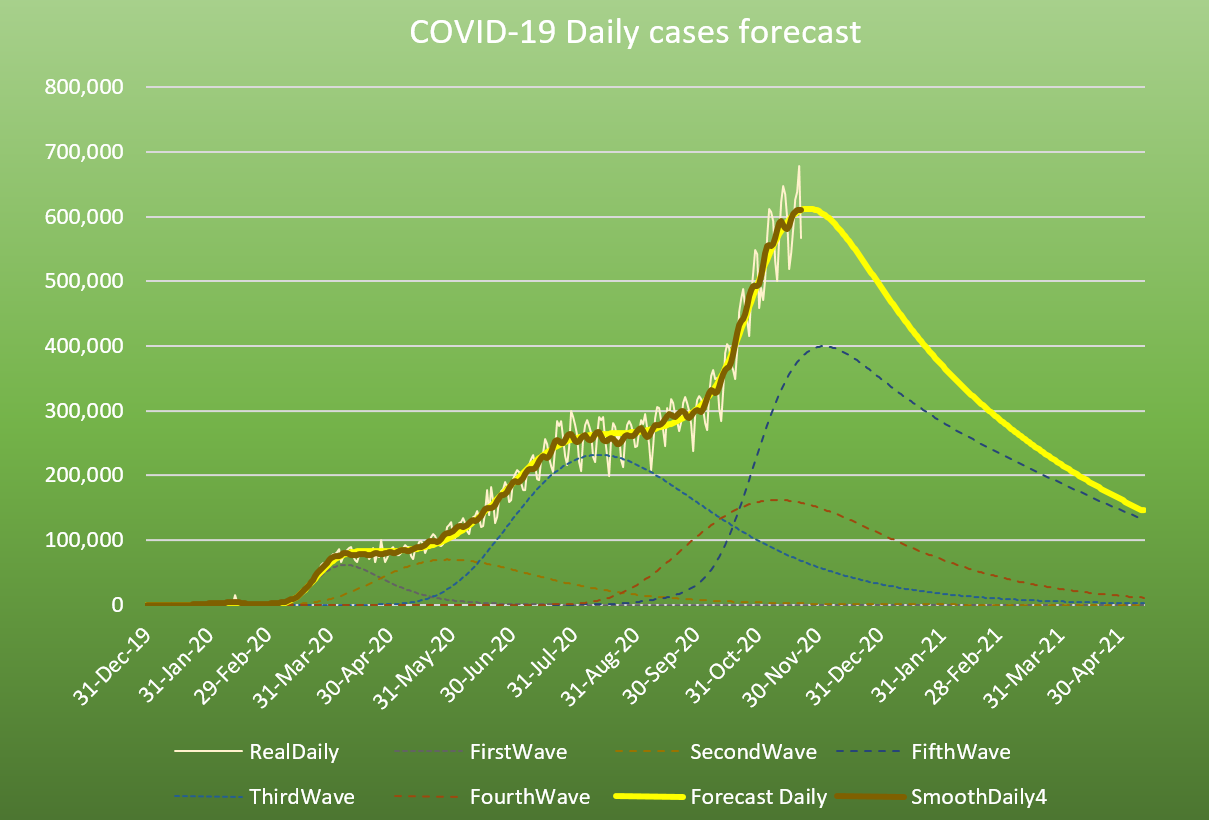 COVID-19 Daily cases forecast
800,000
700,000
600,000
500,000
400,000
300,000
200,000
100,000
0
31-Dec-19
31-Jan-20
29-Feb-20
31-Mar-20
30-Apr-20
31-May-20
30-Jun-20
31-Jul-20
31-Aug-20
30-Sep-20
31-Oct-20
30-Nov-20
31-Dec-20
31-Jan-21
28-Feb-21
31-Mar-21
30-Apr-21
RealDaily FirstWave SecondWave FifthWave
ThirdWave FourthWave Forecast Daily SmoothDaily4